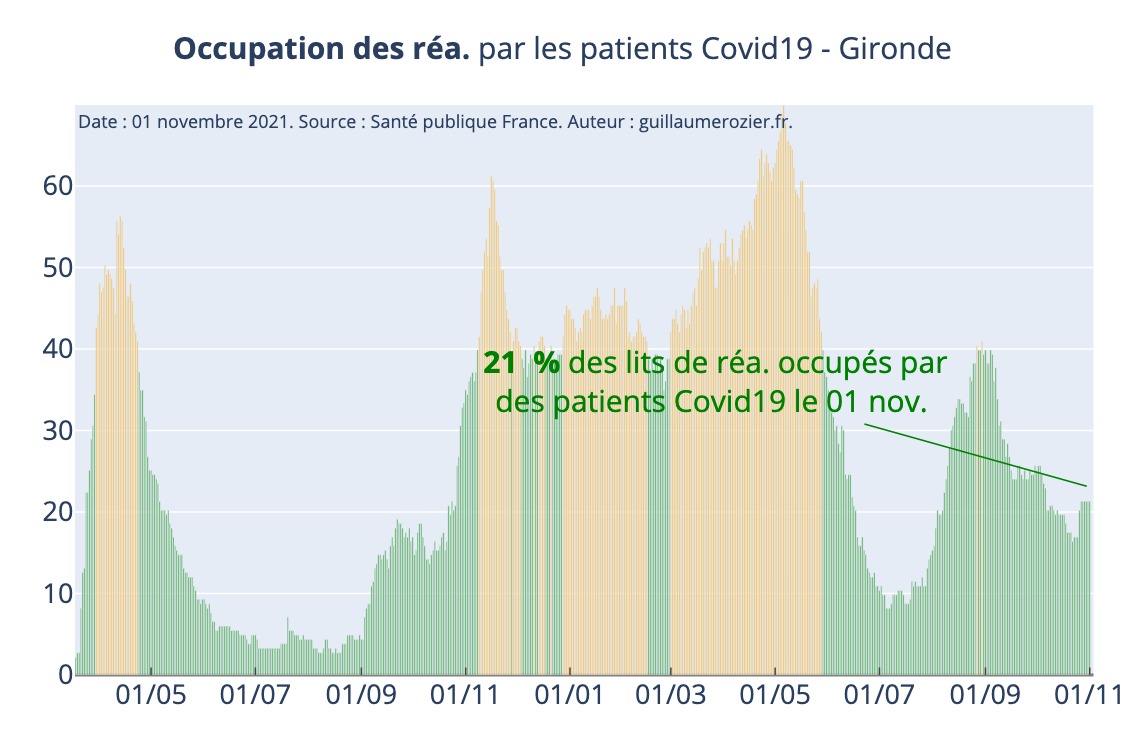 Occupation des réa. par les patients Covid19 - Gironde
Date : 01 novembre 2021. Source : Santé publique France. Auteur : guillaumerozier.fr.
60
50
40
21 % des lits de réa. occupés par
des patients Covid19 le 01 nov.
30
20
10
0
01/05 01/07 01/09 01/11 01/01 01/03 01/05 01/07 01/09 01/11